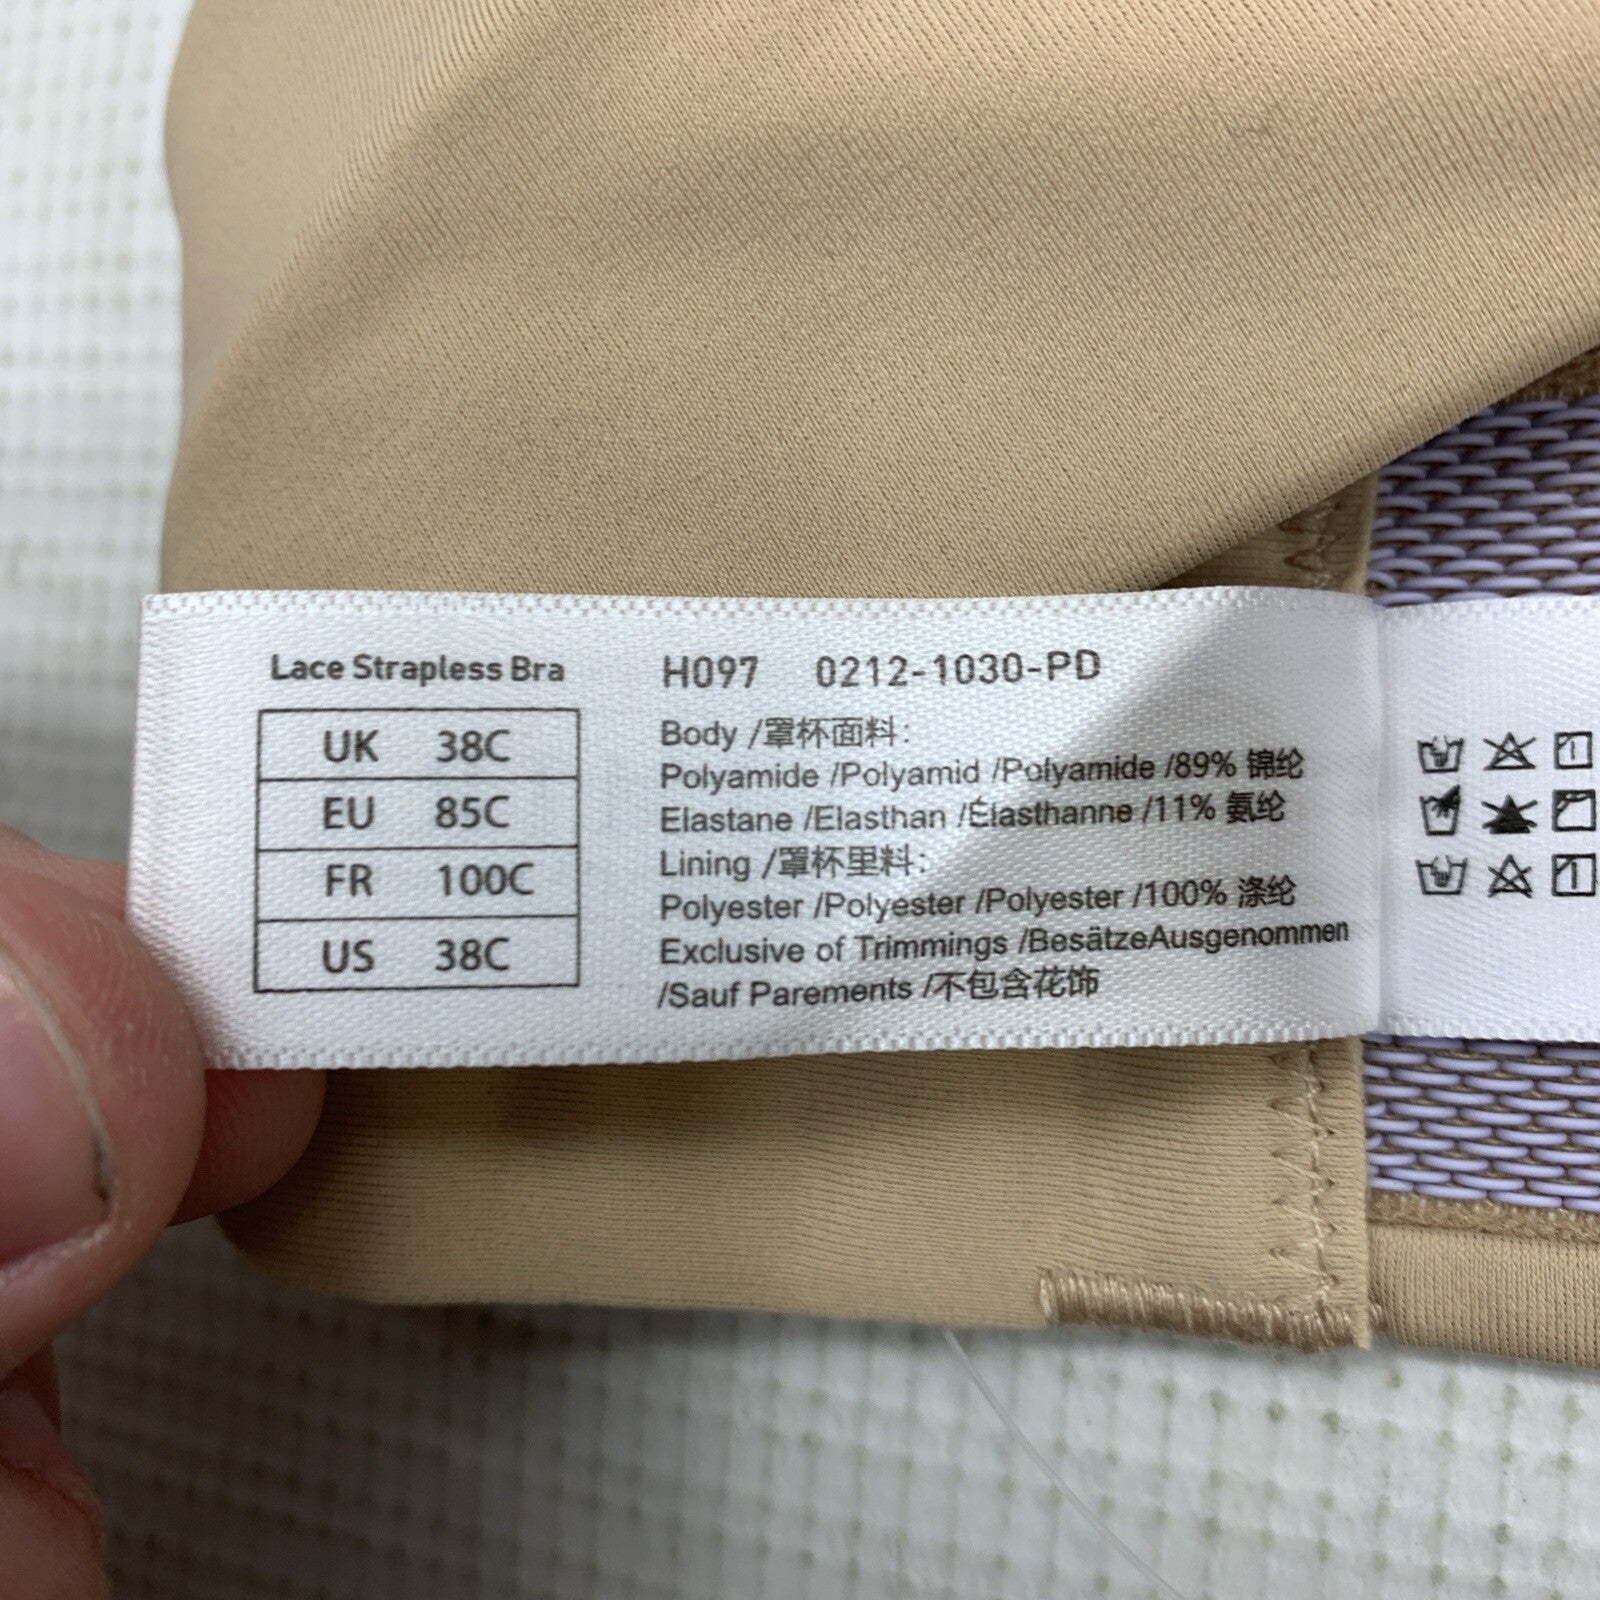 Lace Strapless Bra
UK 38C
EU 85C
FR 100C
US 38C
H097 0212-1030-PD
Body /罩杯面料:
Polyamide /Polyamid /Polyamide /89% 锦纶
Elastane /Elasthan /Élasthanne /11% 氨纶
Lining /罩杯里料:
Polyester /Polyester /Polyester /100% 涤纶
Exclusive of Trimmings /BesätzeAusgenommen
/Sauf Parements /不包含花饰